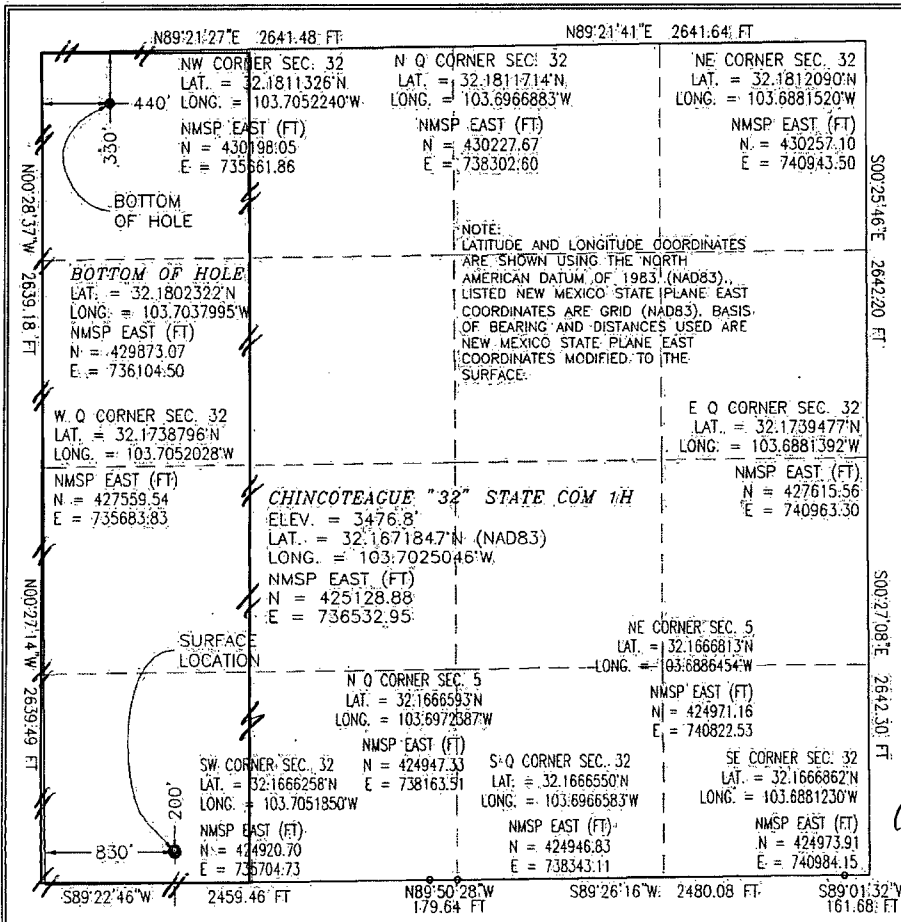 N89°21'27"E 2641.48 FT
N89°21'41"E 2641.64 FT
NW CORNER SEC. 32
LAT. = 32.1811326°N
LONG. = 103.7052240°W
NMSP EAST (FT)
N = 430198.05
E = 735661.86
N Q CORNER SEC. 32
LAT. = 32.1811714°N
LONG. = 103.6966883°W
NMSP EAST (FT)
N = 430227.67
E = 738302.60
NE CORNER SEC. 32
LAT. = 32.1812090°N
LONG. = 103.6881520°W
NMSP EAST (FT)
N = 430257.10
E = 740943.50
440'
330'
BOTTOM
OF HOLE
N00°28'37"W 2639.18 FT
S00°25'46"E 2642.20 FT
NOTE:
LATITUDE AND LONGITUDE COORDINATES
ARE SHOWN USING THE NORTH
AMERICAN DATUM OF 1983 (NAD83).
LISTED NEW MEXICO STATE PLANE EAST
COORDINATES ARE GRID (NAD83). BASIS
OF BEARING AND DISTANCES USED ARE
NEW MEXICO STATE PLANE EAST
COORDINATES MODIFIED TO THE
SURFACE.
BOTTOM OF HOLE
LAT. = 32.1802322°N
LONG. = 103.7037995°W
NMSP EAST (FT)
N = 429873.07
E = 736104.50
W Q CORNER SEC. 32
LAT. = 32.1738796°N
LONG. = 103.7052028°W
NMSP EAST (FT)
N = 427559.54
E = 735683.83
E Q CORNER SEC. 32
LAT. = 32.1739477°N
LONG. = 103.6881392°W
NMSP EAST (FT)
N = 427615.56
E = 740963.30
CHINCOTEAGUE "32" STATE COM 1H
ELEV. = 3476.8'
LAT. = 32.1671847°N (NAD83)
LONG. = 103.7025046°W
NMSP EAST (FT)
N = 425128.88
E = 736532.95
N00°27'14"W 2639.49 FT
S00°27'08"E 2642.30 FT
SURFACE
LOCATION
NE CORNER SEC. 5
LAT. = 32.1666813°N
LONG. = 103.6886454°W
NMSP EAST (FT)
N = 424971.16
E = 740822.53
N Q CORNER SEC. 5
LAT. = 32.1666593°N
LONG. = 103.6972387°W
NMSP EAST (FT)
N = 424947.33
E = 738163.51
SW CORNER SEC. 32
LAT. = 32.1666258°N
LONG. = 103.7051850°W
NMSP EAST (FT)
N = 424920.70
E = 735704.73
S Q CORNER SEC. 32
LAT. = 32.1666550°N
LONG. = 103.6966583°W
NMSP EAST (FT)
N = 424946.83
E = 738343.11
SE CORNER SEC. 32
LAT. = 32.1666862°N
LONG. = 103.6881230°W
NMSP EAST (FT)
N = 424973.91
E = 740984.15
200'
830'
S89°22'46"W 2459.46 FT
N89°50'28"W
179.64 FT
S89°26'16"W 2480.08 FT
S89°01'32"W
161.68 FT